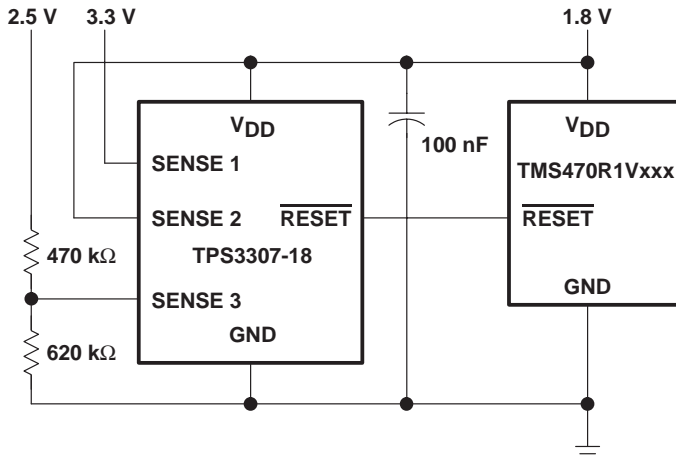 2.5 V 3.3 V 1.8 V
VDD
SENSE 1
SENSE 2
RESET
TPS3307-18
SENSE 3
GND
470 kΩ
620 kΩ
100 nF
VDD
TMS470R1Vxxx
RESET
GND